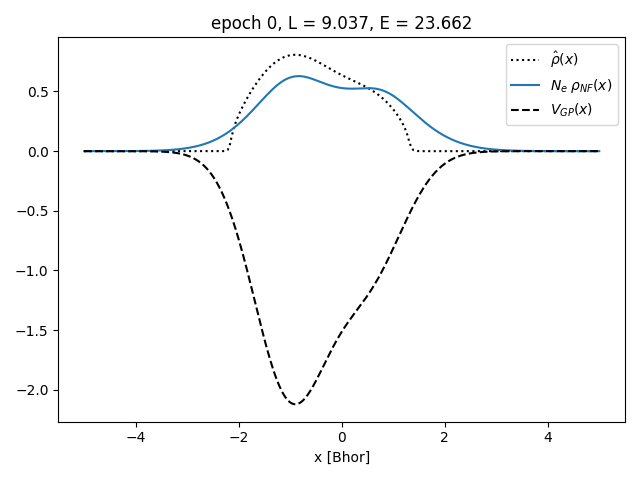 epoch 0, L = 9.037, E = 23.662
ρ̂(x)
N_e ρ_NF(x)
V_GP(x)
0.5
0.0
−0.5
−1.0
−1.5
−2.0
−4 −2 0 2 4
x [Bhor]